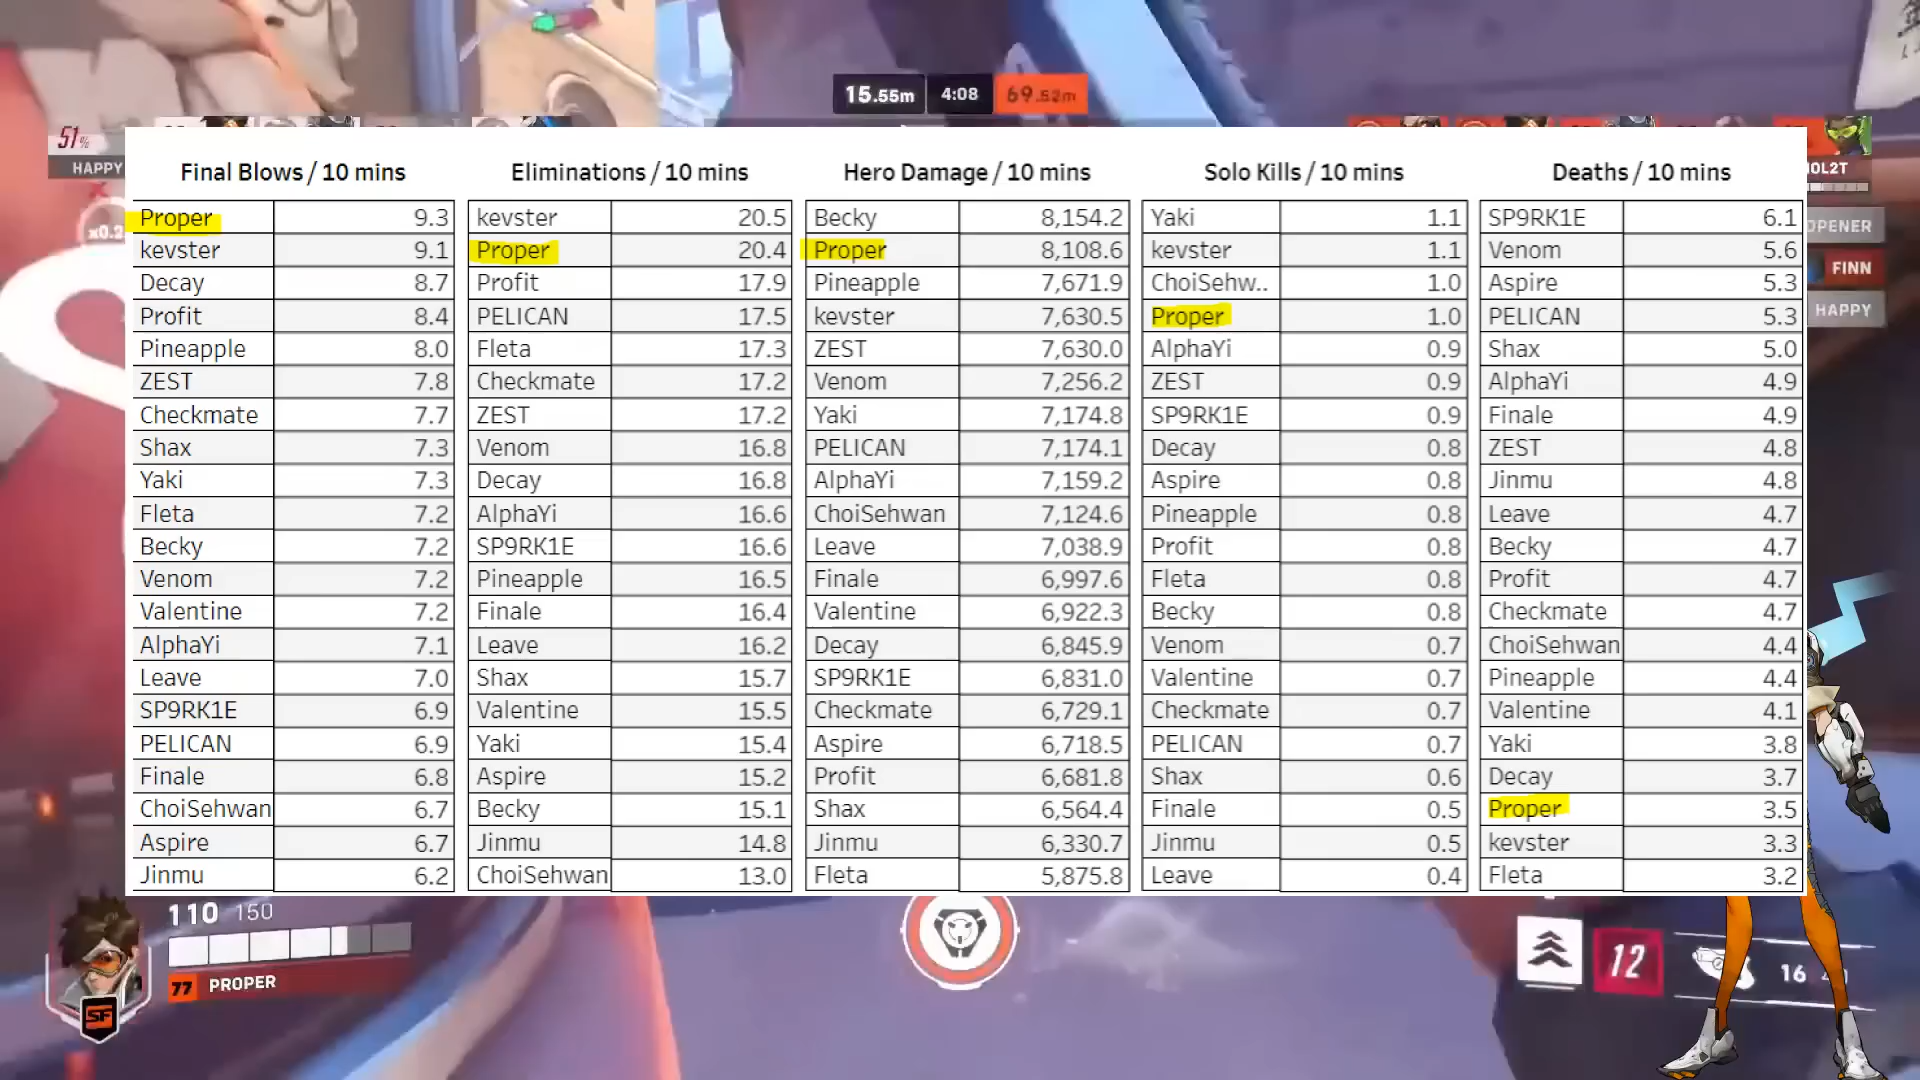 15.55m 4:08 69.52m
51%
HAPPY
x0.2
Final Blows / 10 mins Eliminations / 10 mins Hero Damage / 10 mins Solo Kills / 10 mins Deaths / 10 mins
Proper 9.3 kevster 20.5 Becky 8,154.2 Yaki 1.1 SP9RK1E 6.1
kevster 9.1 Proper 20.4 Proper 8,108.6 kevster 1.1 Venom 5.6
Decay 8.7 Profit 17.9 Pineapple 7,671.9 ChoiSehw.. 1.0 Aspire 5.3
Profit 8.4 PELICAN 17.5 kevster 7,630.5 Proper 1.0 PELICAN 5.3
Pineapple 8.0 Fleta 17.3 ZEST 7,630.0 AlphaYi 0.9 Shax 5.0
ZEST 7.8 Checkmate 17.2 Venom 7,256.2 ZEST 0.9 AlphaYi 4.9
Checkmate 7.7 ZEST 17.2 Yaki 7,174.8 SP9RK1E 0.9 Finale 4.9
Shax 7.3 Venom 16.8 PELICAN 7,174.1 Decay 0.8 ZEST 4.8
Yaki 7.3 Decay 16.8 AlphaYi 7,159.2 Aspire 0.8 Jinmu 4.8
Fleta 7.2 AlphaYi 16.6 ChoiSehwan 7,124.6 Pineapple 0.8 Leave 4.7
Becky 7.2 SP9RK1E 16.6 Leave 7,038.9 Profit 0.8 Becky 4.7
Venom 7.2 Pineapple 16.5 Finale 6,997.6 Fleta 0.8 Profit 4.7
Valentine 7.2 Finale 16.4 Valentine 6,922.3 Becky 0.8 Checkmate 4.7
AlphaYi 7.1 Leave 16.2 Decay 6,845.9 Venom 0.7 ChoiSehwan 4.4
Leave 7.0 Shax 15.7 SP9RK1E 6,831.0 Valentine 0.7 Pineapple 4.4
SP9RK1E 6.9 Valentine 15.5 Checkmate 6,729.1 Checkmate 0.7 Valentine 4.1
PELICAN 6.9 Yaki 15.4 Aspire 6,718.5 PELICAN 0.7 Yaki 3.8
Finale 6.8 Aspire 15.2 Profit 6,681.8 Shax 0.6 Decay 3.7
ChoiSehwan 6.7 Becky 15.1 Shax 6,564.4 Finale 0.5 Proper 3.5
Aspire 6.7 Jinmu 14.8 Jinmu 6,330.7 Jinmu 0.5 kevster 3.3
Jinmu 6.2 ChoiSehwan 13.0 Fleta 5,875.8 Leave 0.4 Fleta 3.2
OL2T
OPENER
FINN
HAPPY
110 150
77 PROPER
SF
12
16